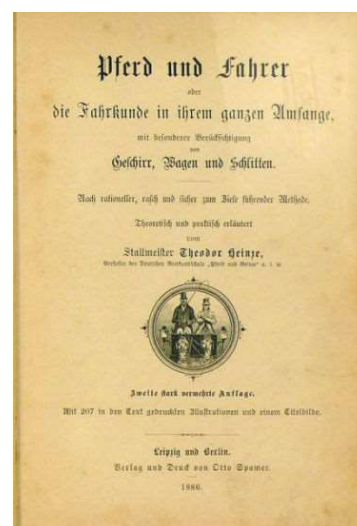 Pferd und Fahrer
oder
die Fahrkunde in ihrem ganzen Umfange,
mit besonderer Berücksichtigung
von
Geschirr, Wagen und Schlitten.
Nach rationeller, rasch und sicher zum Ziele führender Methode.
Theoretisch und praktisch erläutert
vom
Stallmeister Theodor Heinze,
Zweite stark vermehrte Auflage.
Mit 207 in den Text gedruckten Illustrationen und einem Titelbilde.
Leipzig und Berlin.
Verlag und Druck von Otto Spamer.
1886.